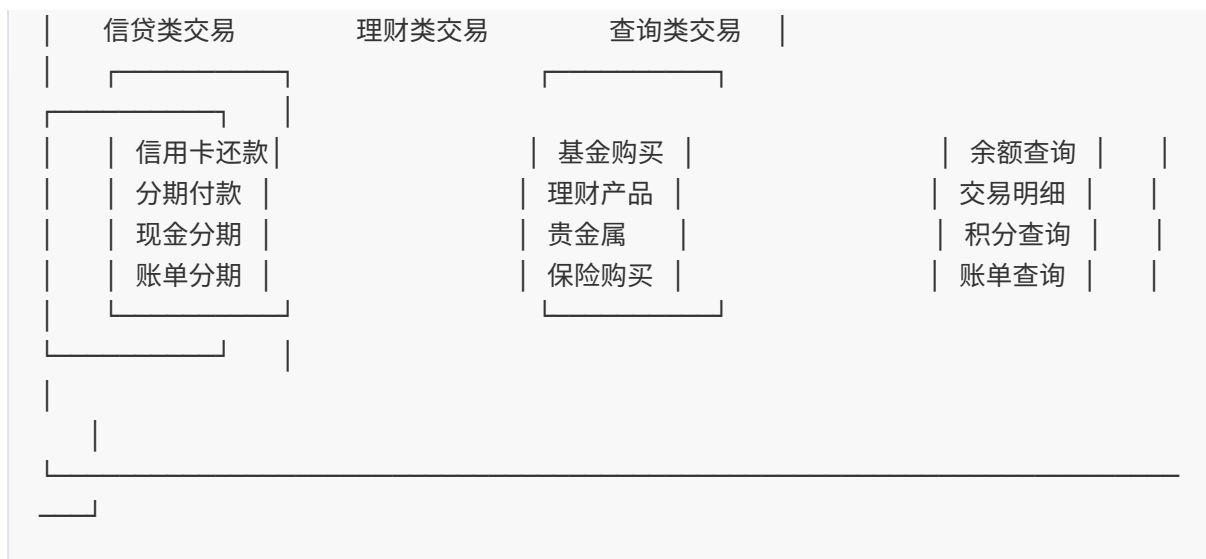 信贷类交易 理财类交易 查询类交易
信用卡还款 基金购买 余额查询
分期付款 理财产品 交易明细
现金分期 贵金属 积分查询
账单分期 保险购买 账单查询